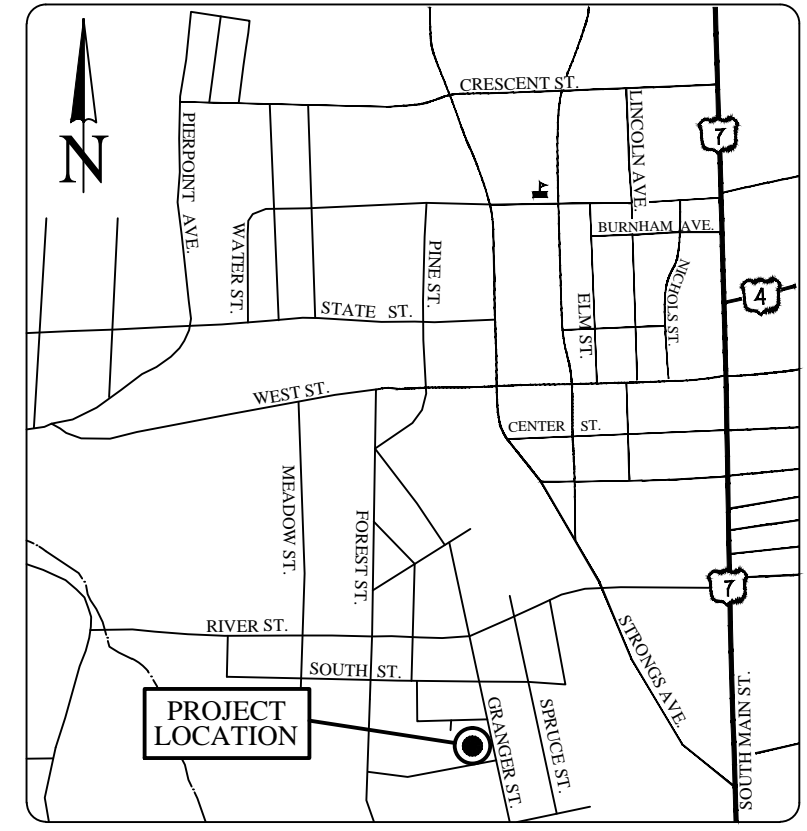 CRESCENT ST.
N
PIERPOINT AVE.
LINCOLN AVE.
7
WATER ST.
BURNHAM AVE.
PINE ST.
NICHOLS ST.
4
STATE ST.
ELM ST.
WEST ST.
CENTER ST.
MEADOW ST.
FOREST ST.
7
RIVER ST.
STRONGS AVE.
SOUTH ST.
PROJECT
LOCATION
GRANGER ST.
SPRUCE ST.
SOUTH MAIN ST.